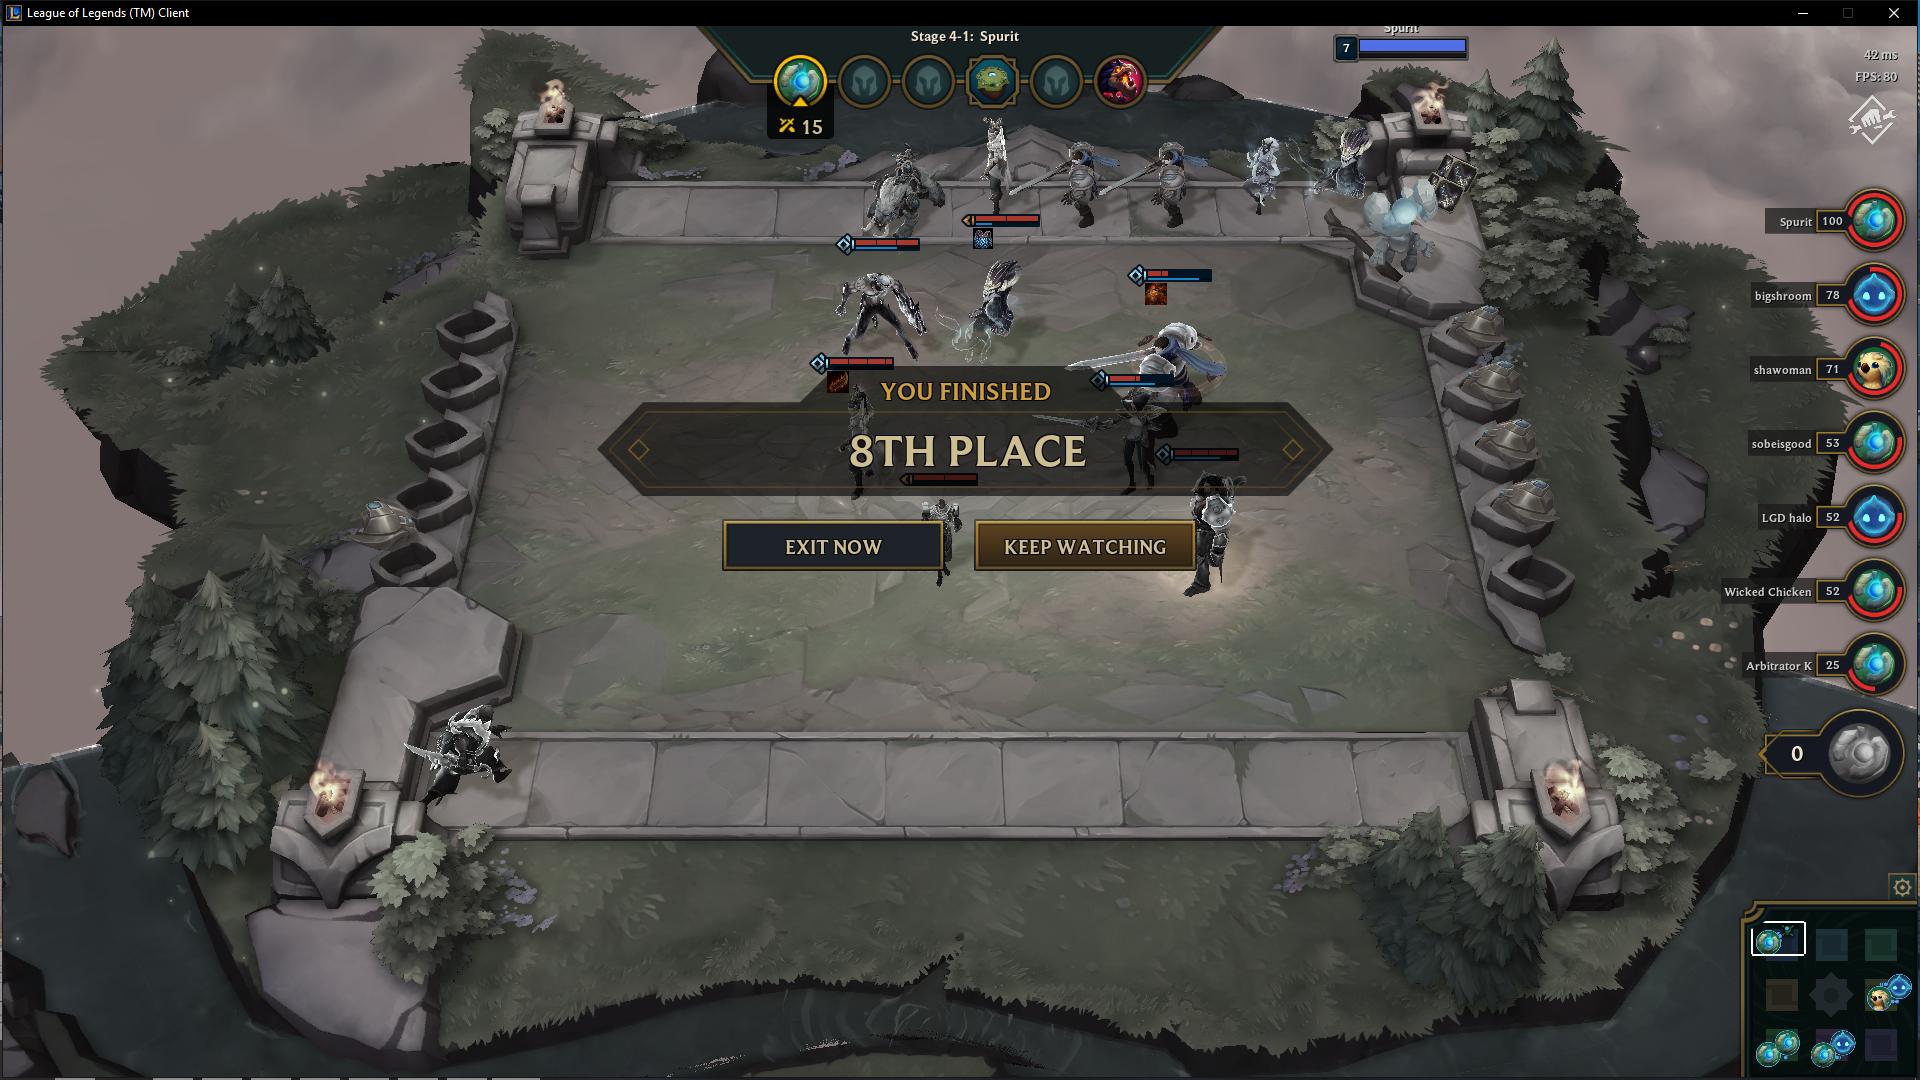 League of Legends (TM) Client
Stage 4-1: Spurit
Spurit
7
42 ms
FPS: 80
15
Spurit 100
bigshroom 78
shawoman 71
YOU FINISHED
8TH PLACE
sobeisgood 53
LGD halo 52
EXIT NOW
KEEP WATCHING
Wicked Chicken 52
Arbitrator K 25
0